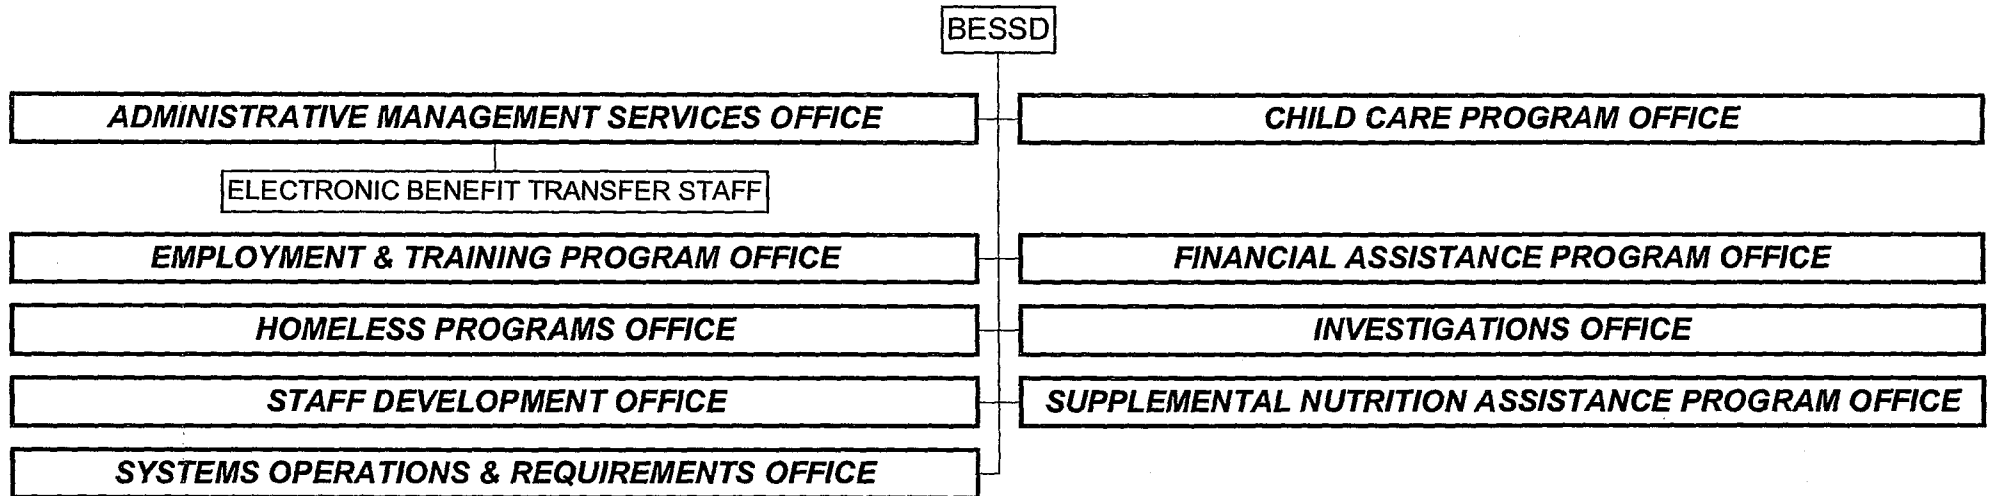 BESSD
ADMINISTRATIVE MANAGEMENT SERVICES OFFICE
CHILD CARE PROGRAM OFFICE
ELECTRONIC BENEFIT TRANSFER STAFF
EMPLOYMENT & TRAINING PROGRAM OFFICE
FINANCIAL ASSISTANCE PROGRAM OFFICE
HOMELESS PROGRAMS OFFICE
INVESTIGATIONS OFFICE
STAFF DEVELOPMENT OFFICE
SUPPLEMENTAL NUTRITION ASSISTANCE PROGRAM OFFICE
SYSTEMS OPERATIONS & REQUIREMENTS OFFICE